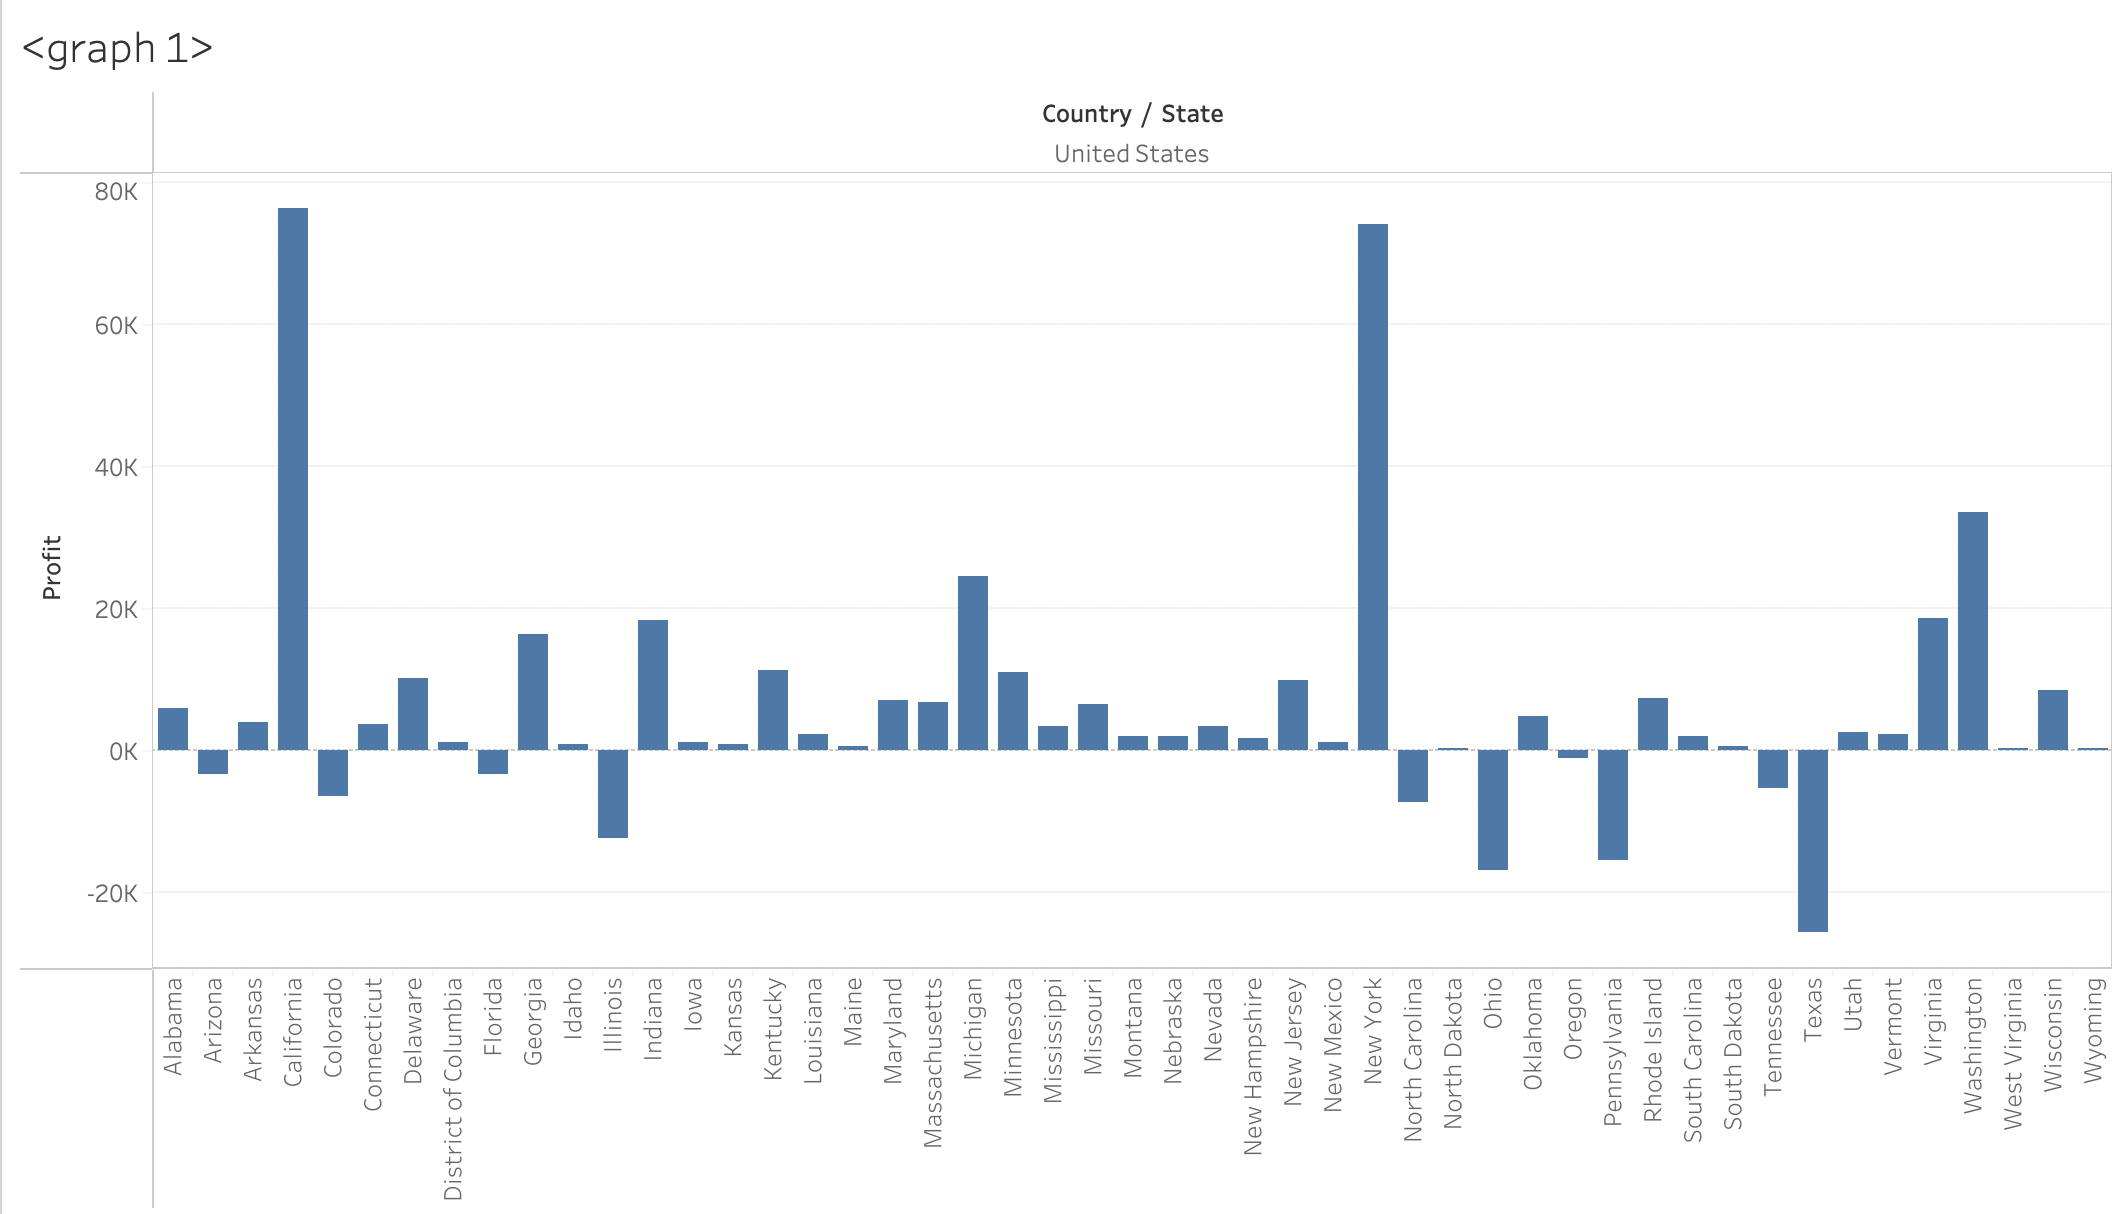 <graph 1>
Country / State
United States
Profit
80K
60K
40K
20K
0K
-20K
Alabama
Arizona
Arkansas
California
Colorado
Connecticut
Delaware
District of Columbia
Florida
Georgia
Idaho
Illinois
Indiana
Iowa
Kansas
Kentucky
Louisiana
Maine
Maryland
Massachusetts
Michigan
Minnesota
Mississippi
Missouri
Montana
Nebraska
Nevada
New Hampshire
New Jersey
New Mexico
New York
North Carolina
North Dakota
Ohio
Oklahoma
Oregon
Pennsylvania
Rhode Island
South Carolina
South Dakota
Tennessee
Texas
Utah
Vermont
Virginia
Washington
West Virginia
Wisconsin
Wyoming